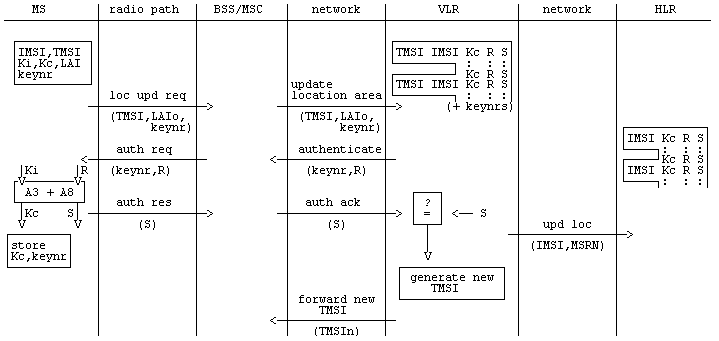 MS radio path BSS/MSC network VLR network HLR
IMSI,TMSI
Ki,Kc,LAI
keynr
TMSI IMSI Kc R S
: : :
Kc R S
TMSI IMSI Kc R S
: : :
(+ keynrs)
loc upd req
(TMSI,LAIo,
keynr)
update
location area
(TMSI,LAIo,
keynr)
IMSI Kc R S
: : :
Kc R S
IMSI Kc R S
: : :
auth req
(keynr,R)
authenticate
(keynr,R)
Ki R
A3 + A8
Kc S
auth res
(S)
auth ack
(S)
?
=
S
upd loc
(IMSI,MSRN)
store
Kc,keynr
generate new
TMSI
forward new
TMSI
(TMSIn)